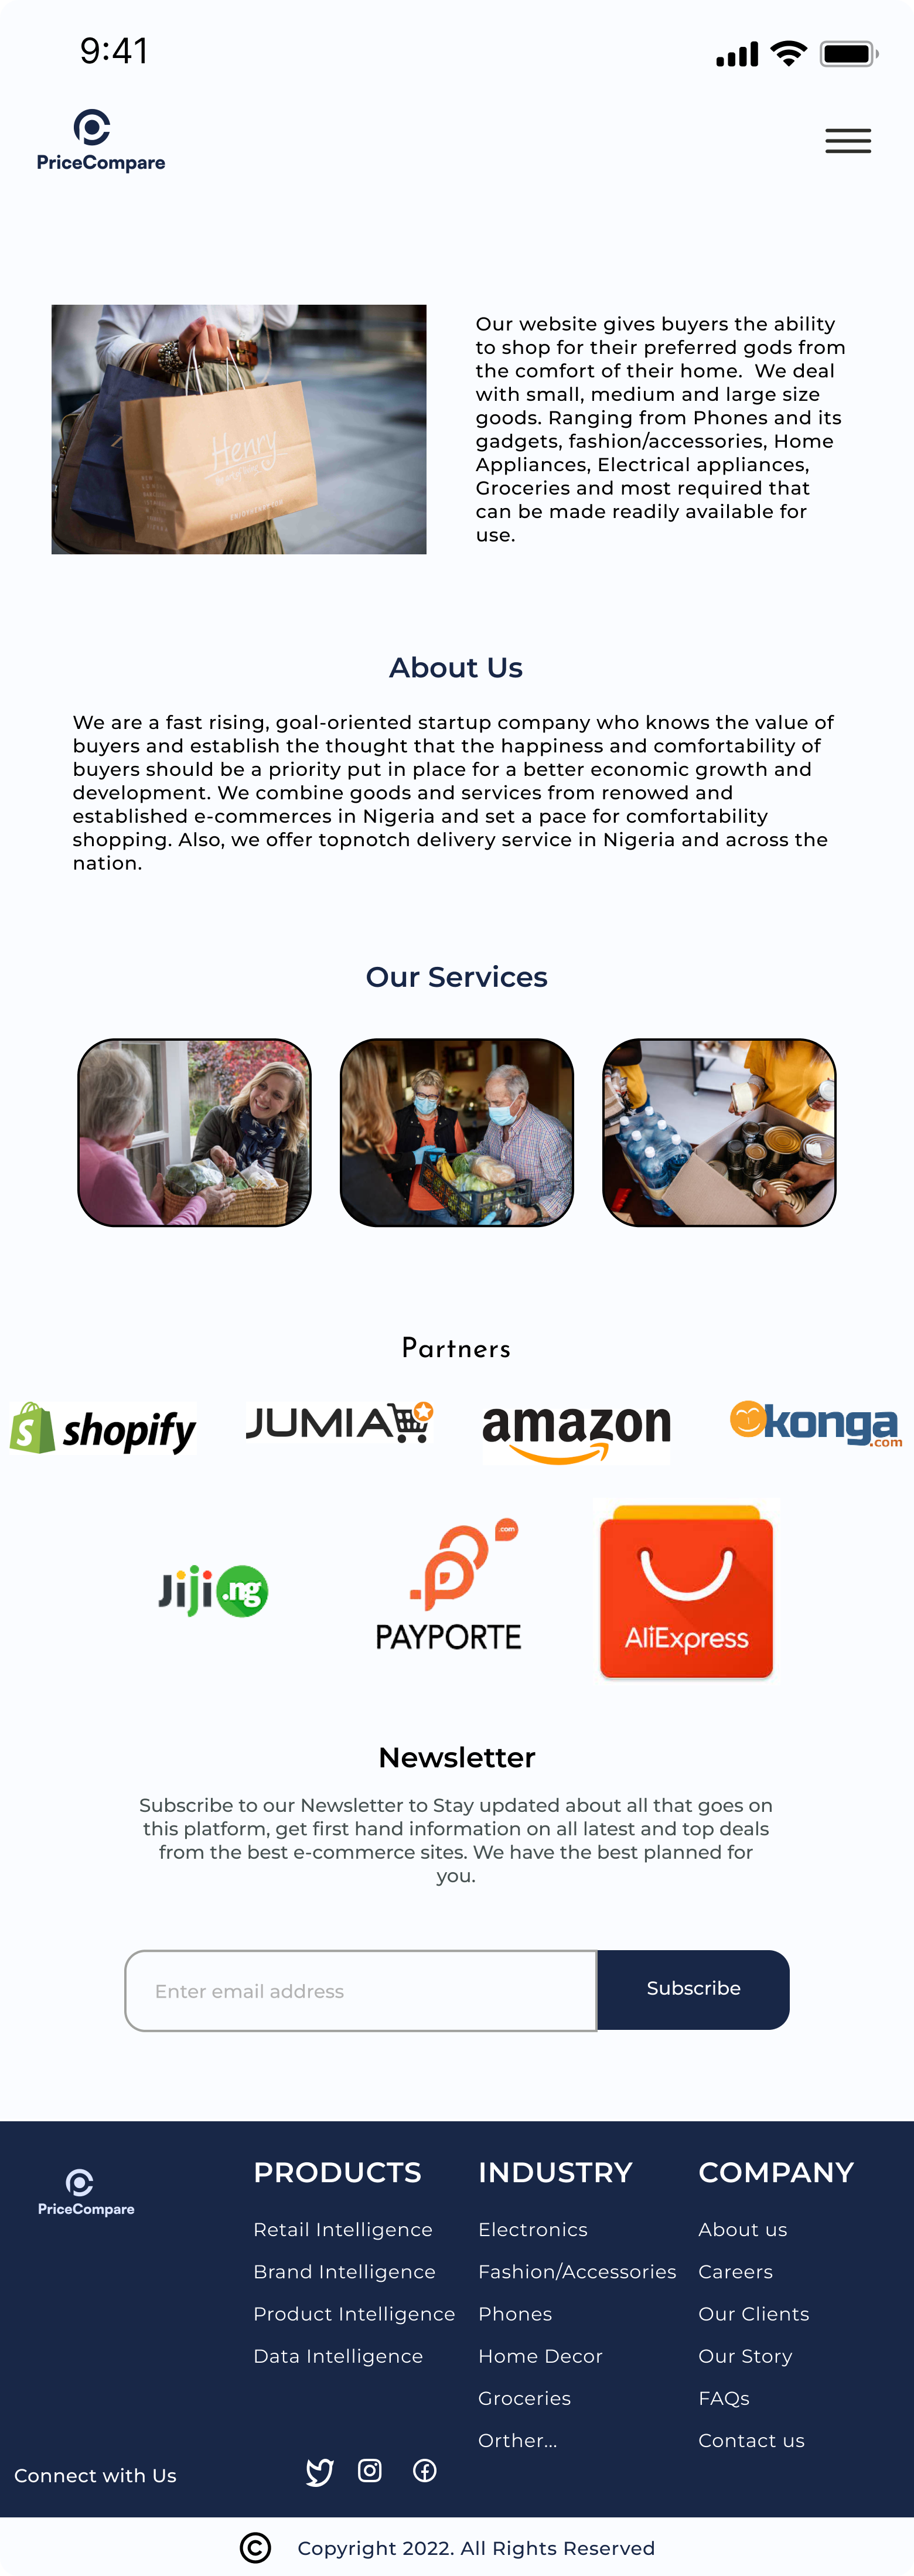 9:41
PriceCompare
Henry
Our website gives buyers the ability
to shop for their preferred gods from
the comfort of their home. We deal
with small, medium and large size
goods. Ranging from Phones and its
gadgets, fashion/accessories, Home
Appliances, Electrical appliances,
Groceries and most required that
can be made readily available for
use.
About Us
We are a fast rising, goal-oriented startup company who knows the value of
buyers and establish the thought that the happiness and comfortability of
buyers should be a priority put in place for a better economic growth and
development. We combine goods and services from renowed and
established e-commerces in Nigeria and set a pace for comfortability
shopping. Also, we offer topnotch delivery service in Nigeria and across the
nation.
Our Services
Partners
shopify
JUMIA
amazon
konga
.com
Jiji.ng
.com
PAYPORTE
AliExpress
Newsletter
Subscribe to our Newsletter to Stay updated about all that goes on
this platform, get first hand information on all latest and top deals
from the best e-commerce sites. We have the best planned for
you.
Enter email address
Subscribe
PriceCompare
PRODUCTS
Retail Intelligence
Brand Intelligence
Product Intelligence
Data Intelligence
INDUSTRY
Electronics
Fashion/Accessories
Phones
Home Decor
Groceries
Orther...
COMPANY
About us
Careers
Our Clients
Our Story
FAQs
Contact us
Connect with Us
© Copyright 2022. All Rights Reserved